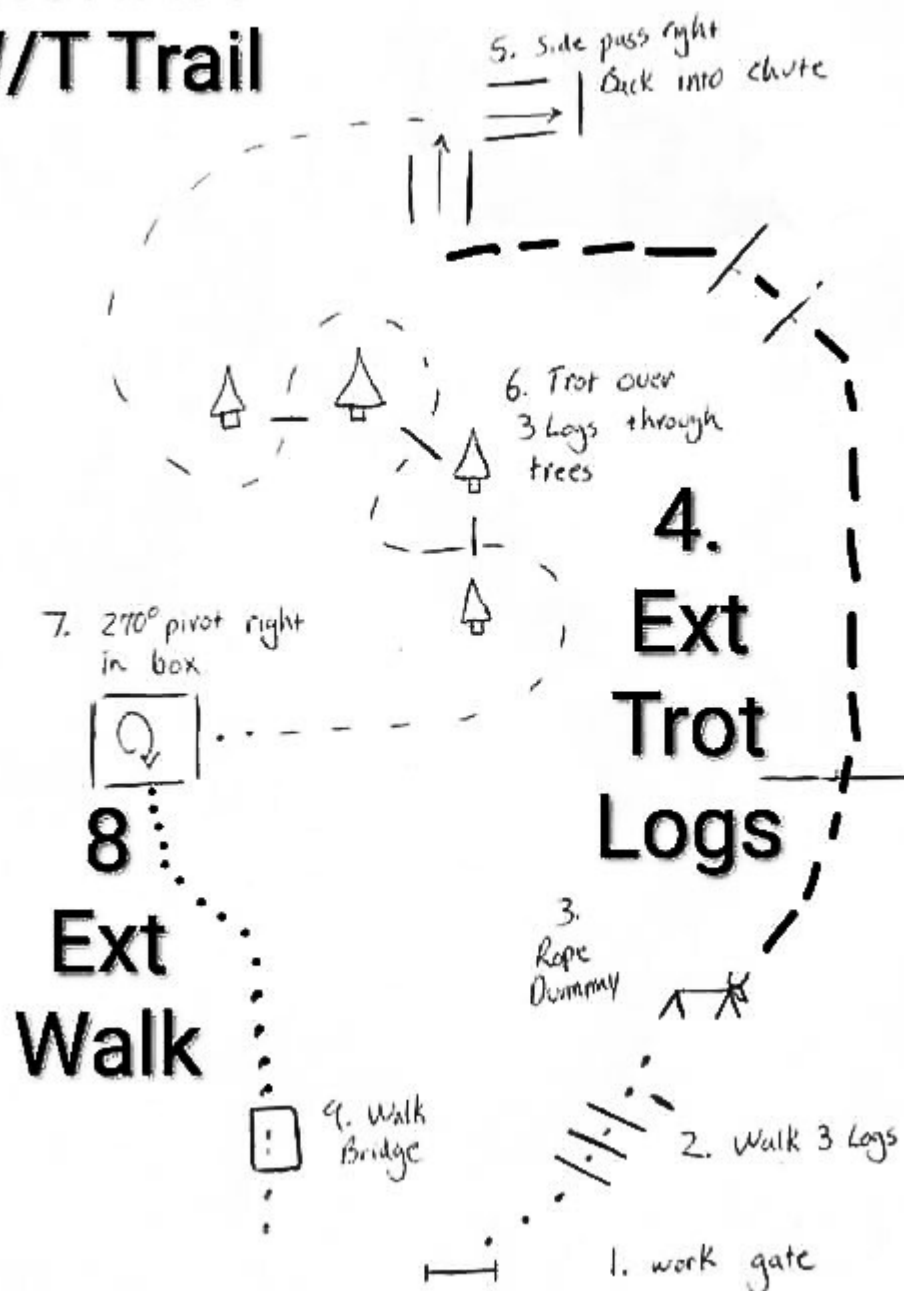 /T Trail
5. Side pass right
Back into chute
6. Trot over
3 Logs through
trees
4.
Ext
Trot
Logs
7. 270° pivot right
in box
8
Ext
Walk
3.
Rope
Dummy
9. Walk
Bridge
2. Walk 3 Logs
1. work gate